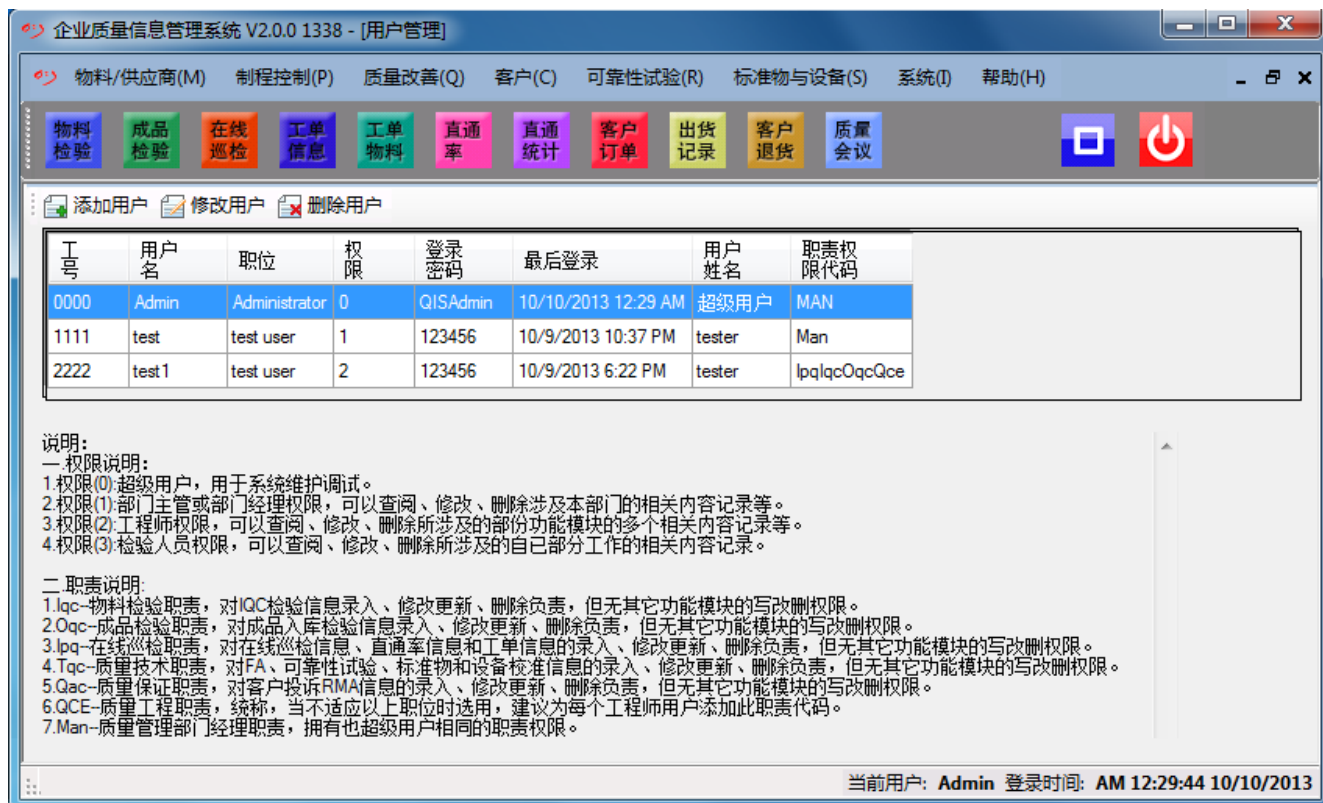 企业质量信息管理系统 V2.0.0 1338 - [用户管理]
物料/供应商(M) 制程控制(P) 质量改善(Q) 客户(C) 可靠性试验(R) 标准物与设备(S) 系统(I) 帮助(H)
物料检验 成品检验 在线巡检 工单信息 工单物料 直通率 直通统计 客户订单 出货记录 客户退货 质量会议
添加用户 修改用户 删除用户
工号 用户名 职位 权限 登录密码 最后登录 用户姓名 职责权限代码
0000 Admin Administrator 0 QISAdmin 10/10/2013 12:29 AM 超级用户 MAN
1111 test test user 1 123456 10/9/2013 10:37 PM tester Man
2222 test1 test user 2 123456 10/9/2013 6:22 PM tester IpqIqcOqcQce
说明：
一.权限说明：
1.权限(0):超级用户，用于系统维护调试。
2.权限(1):部门主管或部门经理权限，可以查阅、修改、删除涉及本部门的相关内容记录等。
3.权限(2):工程师权限，可以查阅、修改、删除所涉及的部份功能模块的多个相关内容记录等。
4.权限(3):检验人员权限，可以查阅、修改、删除所涉及的自已部分工作的相关内容记录。
二.职责说明:
1.Iqc--物料检验职责，对IQC检验信息录入、修改更新、删除负责，但无其它功能模块的写改删权限。
2.Oqc--成品检验职责，对成品入库检验信息录入、修改更新、删除负责，但无其它功能模块的写改删权限。
3.Ipq--在线巡检职责，对在线巡检信息、直通率信息和工单信息的录入、修改更新、删除负责，但无其它功能模块的写改删权限。
4.Tqc--质量技术职责，对FA、可靠性试验、标准物和设备校准信息的录入、修改更新、删除负责，但无其它功能模块的写改删权限。
5.Qac--质量保证职责，对客户投诉RMA信息的录入、修改更新、删除负责，但无其它功能模块的写改删权限。
6.QCE--质量工程职责，统称，当不适应以上职位时选用，建议为每个工程师用户添加此职责代码。
7.Man--质量管理部门经理职责，拥有也超级用户相同的职责权限。
当前用户: Admin 登录时间: AM 12:29:44 10/10/2013